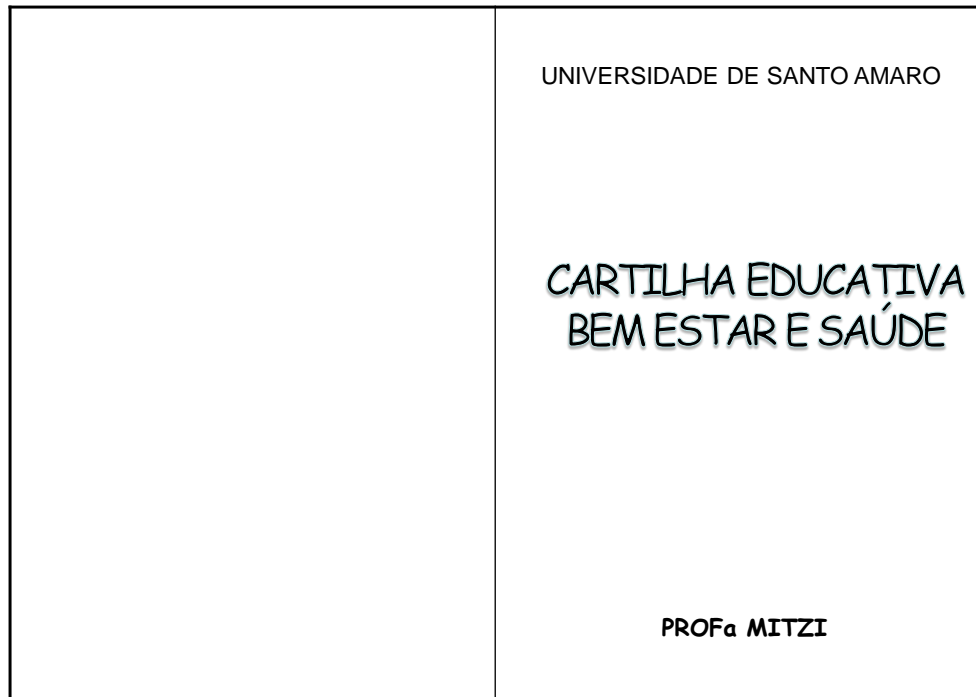 UNIVERSIDADE DE SANTO AMARO
CARTILHA EDUCATIVA
BEM ESTAR E SAÚDE
PROFa MITZI